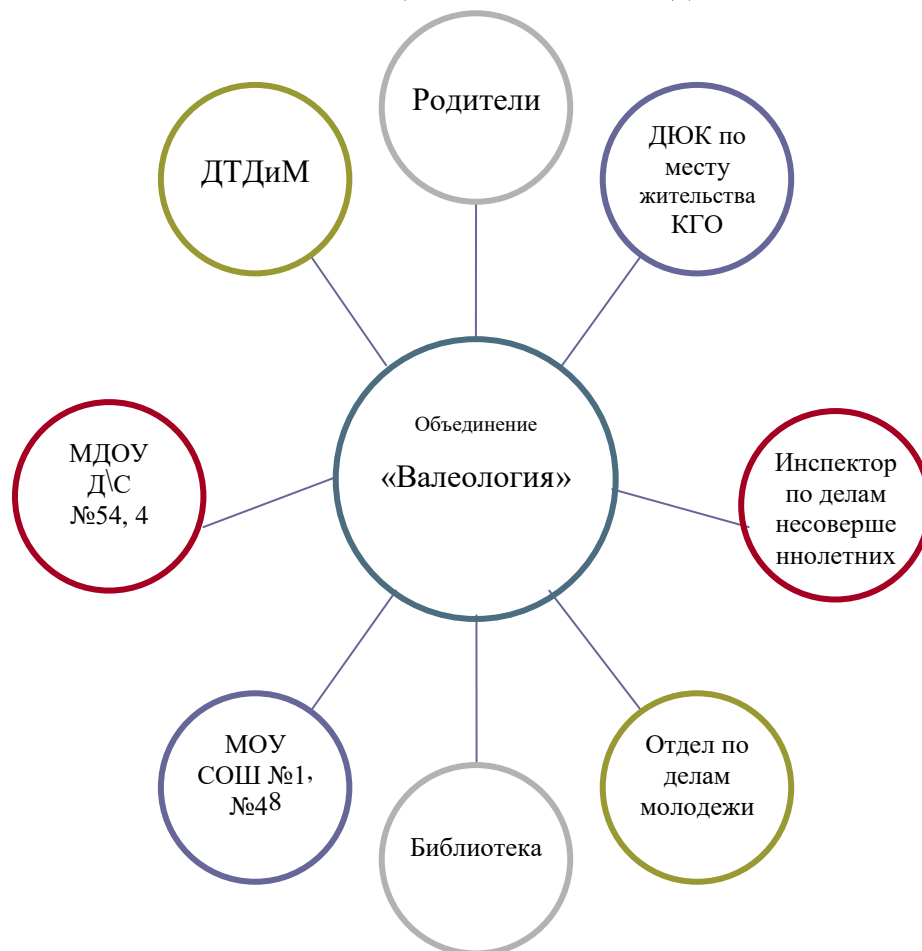 Родители
ДТДиМ
ДЮК по
месту
жительства
КГО
Объединение
«Валеология»
МДОУ
Д\С
№54, 4
Инспектор
по делам
несоверше
ннолетних
МОУ
СОШ №1,
№48
Отдел по
делам
молодежи
Библиотека